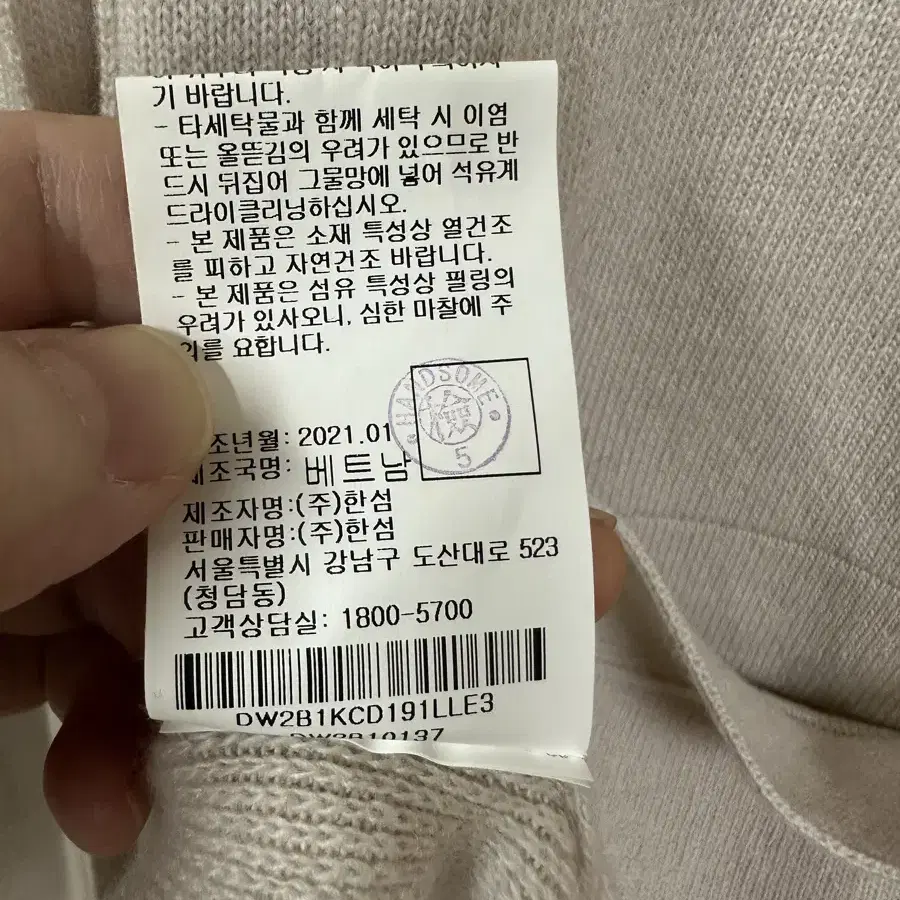 기 바랍니다.
- 타세탁물과 함께 세탁 시 이염
또는 올뜯김의 우려가 있으므로 반
드시 뒤집어 그물망에 넣어 석유계
드라이클리닝하십시오.
- 본 제품은 소재 특성상 열건조
를 피하고 자연건조 바랍니다.
- 본 제품은 섬유 특성상 필링의
우려가 있사오니, 심한 마찰에 주
의를 요합니다.
HANDSOME
檢
5
조년월: 2021.01
제조국명: 베트남
제조자명:(주)한섬
판매자명:(주)한섬
서울특별시 강남구 도산대로 523
(청담동)
고객상담실: 1800-5700
DW2B1KCD191LLE3